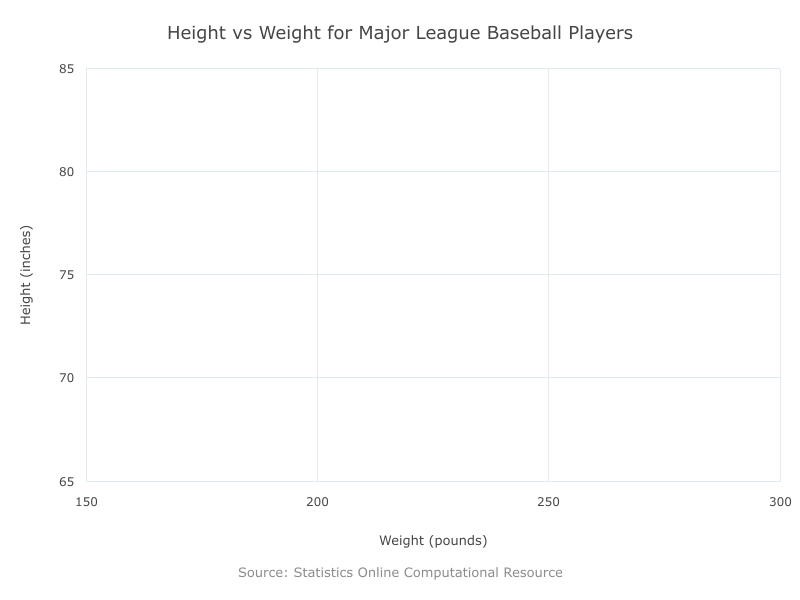 Height vs Weight for Major League Baseball Players
85
80
75
70
65
Height (inches)
150 200 250 300
Weight (pounds)
Source: Statistics Online Computational Resource